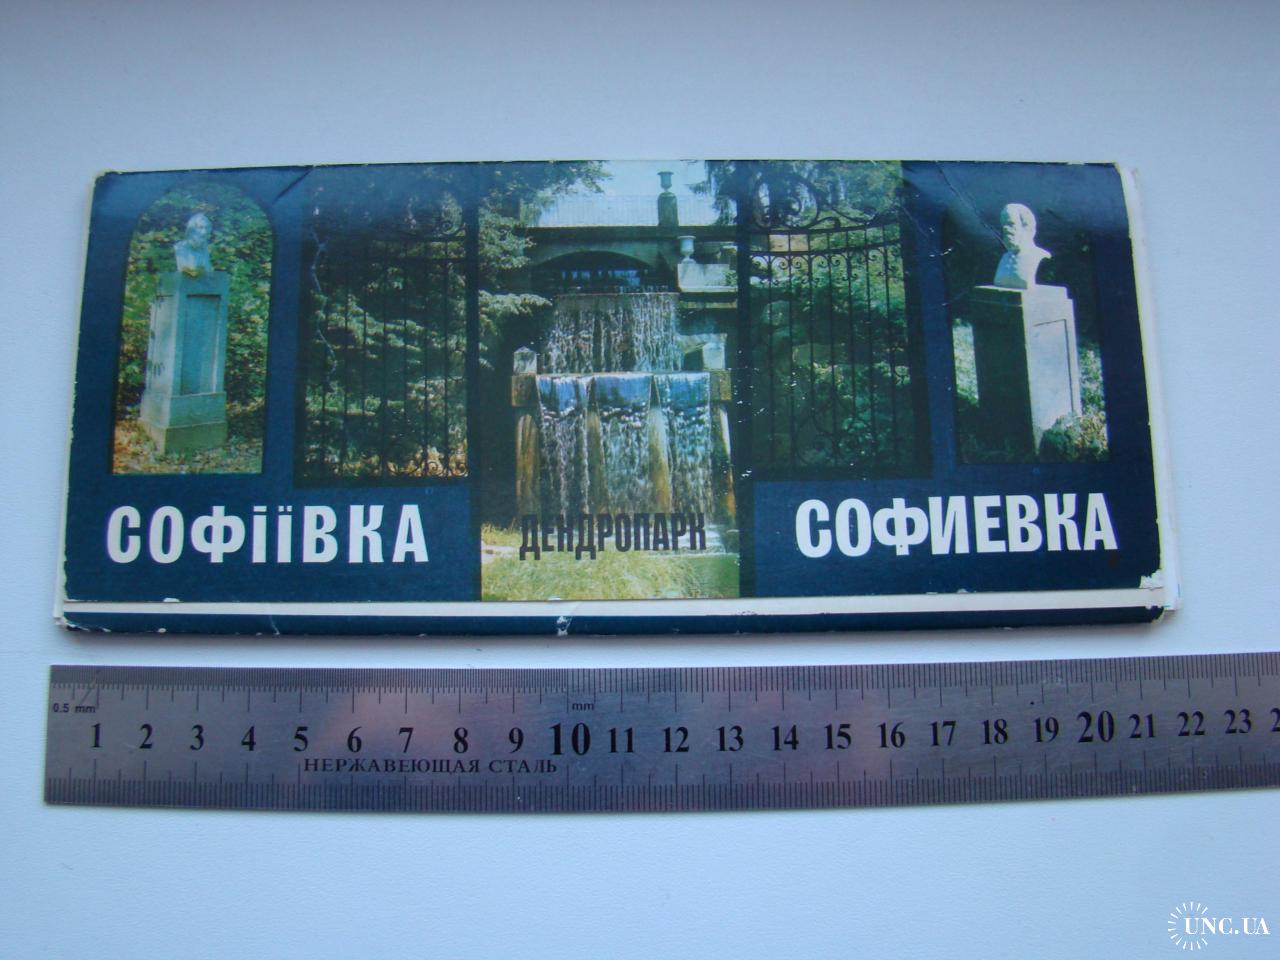 СОФІЇВКА
ДЕНДРОПАРК
СОФИЕВКА
0.5 mm
mm
1 2 3 4 5 6 7 8 9 10 11 12 13 14 15 16 17 18 19 20 21 22 23
НЕРЖАВЕЮЩАЯ СТАЛЬ
UNC.UA